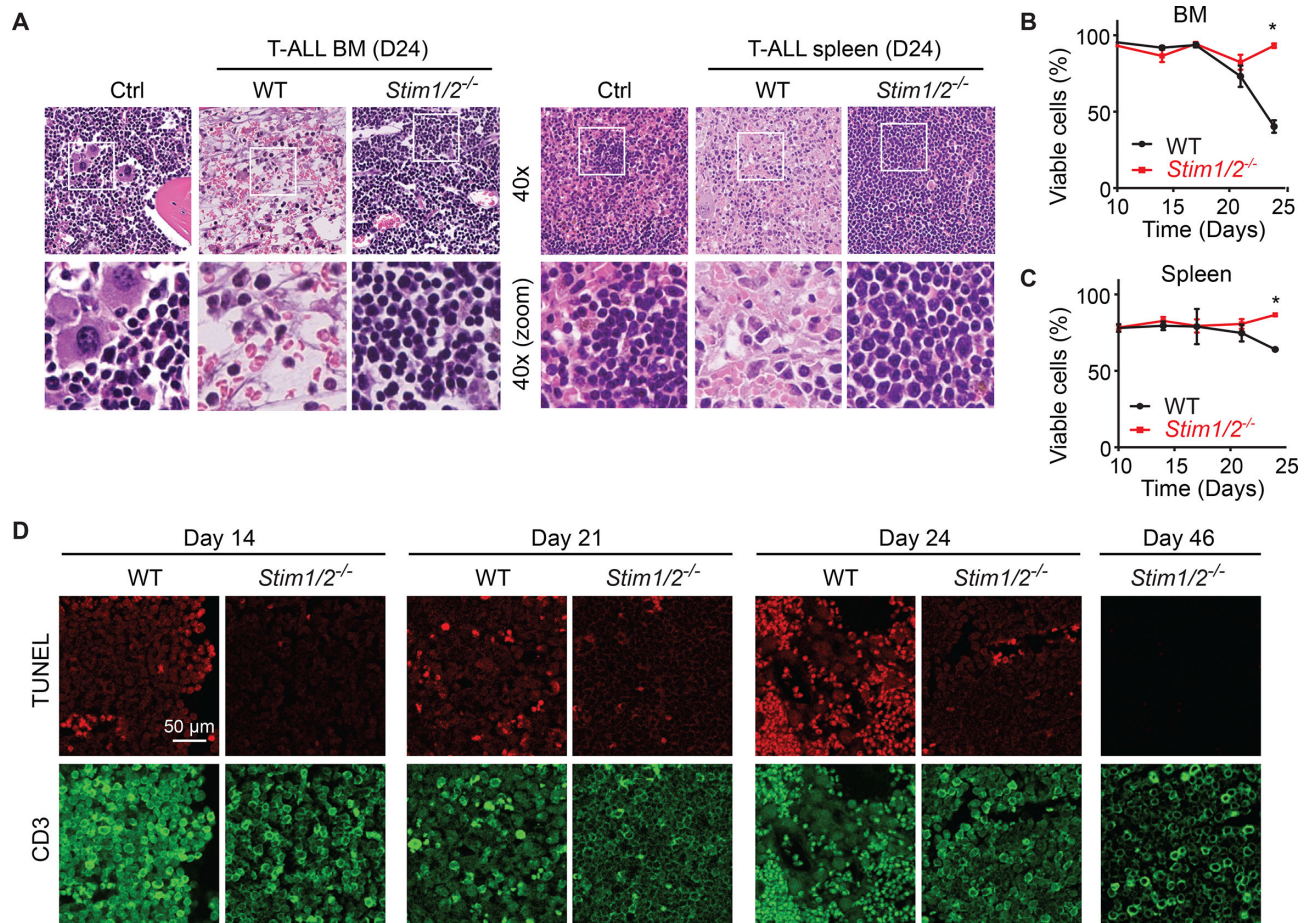 A
T-ALL BM (D24)
T-ALL spleen (D24)
Ctrl
WT
Stim1/2-/-
Ctrl
WT
Stim1/2-/-
40x
40x (zoom)
B
BM
*
Viable cells (%)
100
50
0
WT
Stim1/2-/-
10 15 20 25
Time (Days)
C
Spleen
*
Viable cells (%)
100
50
0
WT
Stim1/2-/-
10 15 20 25
Time (Days)
D
Day 14
Day 21
Day 24
Day 46
WT
Stim1/2-/-
WT
Stim1/2-/-
WT
Stim1/2-/-
Stim1/2-/-
TUNEL
50 µm
CD3